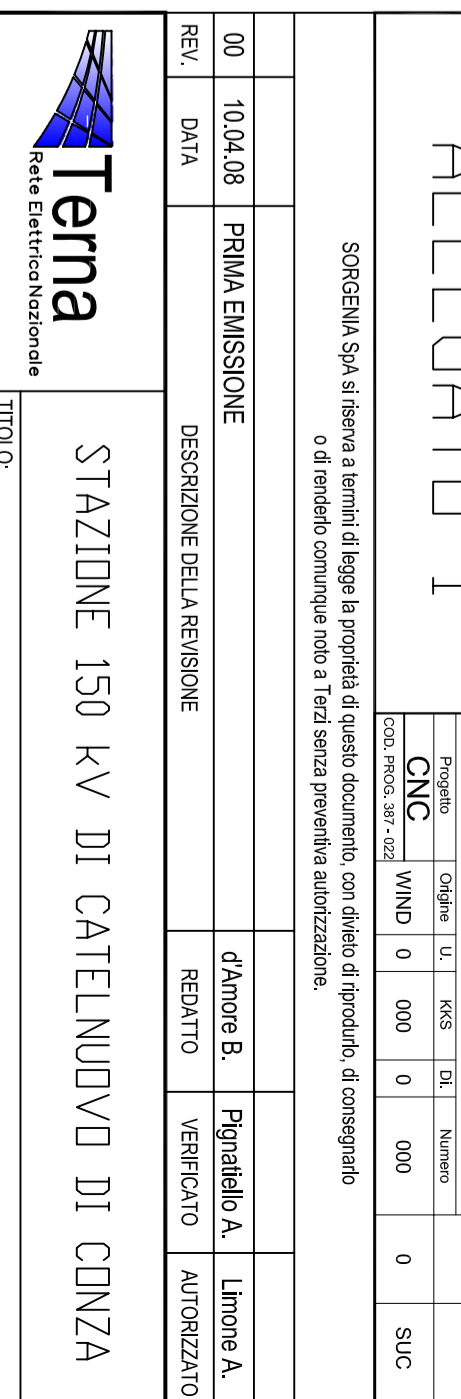 ALLEGATO 1
Progetto Origine U. KKS Di. Numero
CNC WIND 0 000 0 000 0 SUC
COD. PROG. 387 - 022
SORGENIA SpA si riserva a termini di legge la proprietà di questo documento, con divieto di riprodurlo, di consegnarlo
o di renderlo comunque noto a Terzi senza preventiva autorizzazione.
00 10.04.08 PRIMA EMISSIONE d'Amore B. Pignatiello A. Limone A.
REV. DATA DESCRIZIONE DELLA REVISIONE REDATTO VERIFICATO AUTORIZZATO
Terna
Rete Elettrica Nazionale
STAZIONE 150 kV DI CATELNUOVO DI CONZA
TITOLO: